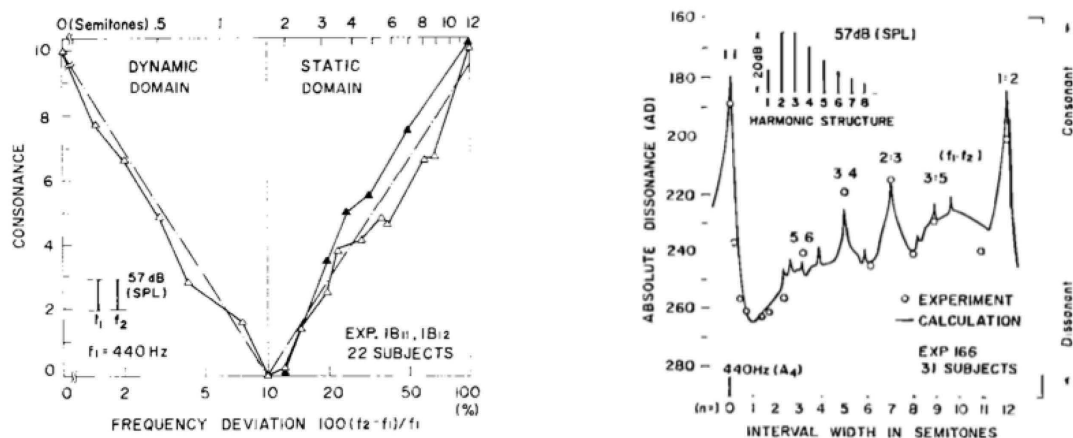 0 (Semitones) .5 1 2 3 4 6 8 12
10
8
6
4
2
0
CONSONANCE
DYNAMIC
DOMAIN
STATIC
DOMAIN
57dB
(SPL)
f1 f2
f1 = 440 Hz
EXP. IB11, IB12
22 SUBJECTS
0 2 5 10 20 50 100
(%)
FREQUENCY DEVIATION 100(f2-f1)/f1
160
180
200
220
240
260
280
ABSOLUTE DISSONANCE (AD)
57dB (SPL)
20dB
1 2 3 4 5 6 7 8
HARMONIC STRUCTURE
1:1
1:2
2:3
(f1:f2)
3:4
3:5
5:6
EXPERIMENT
CALCULATION
EXP 166
31 SUBJECTS
440Hz (A4)
(n=) 0 1 2 3 4 5 6 7 8 9 10 11 12
INTERVAL WIDTH IN SEMITONES
Consonant
Dissonant